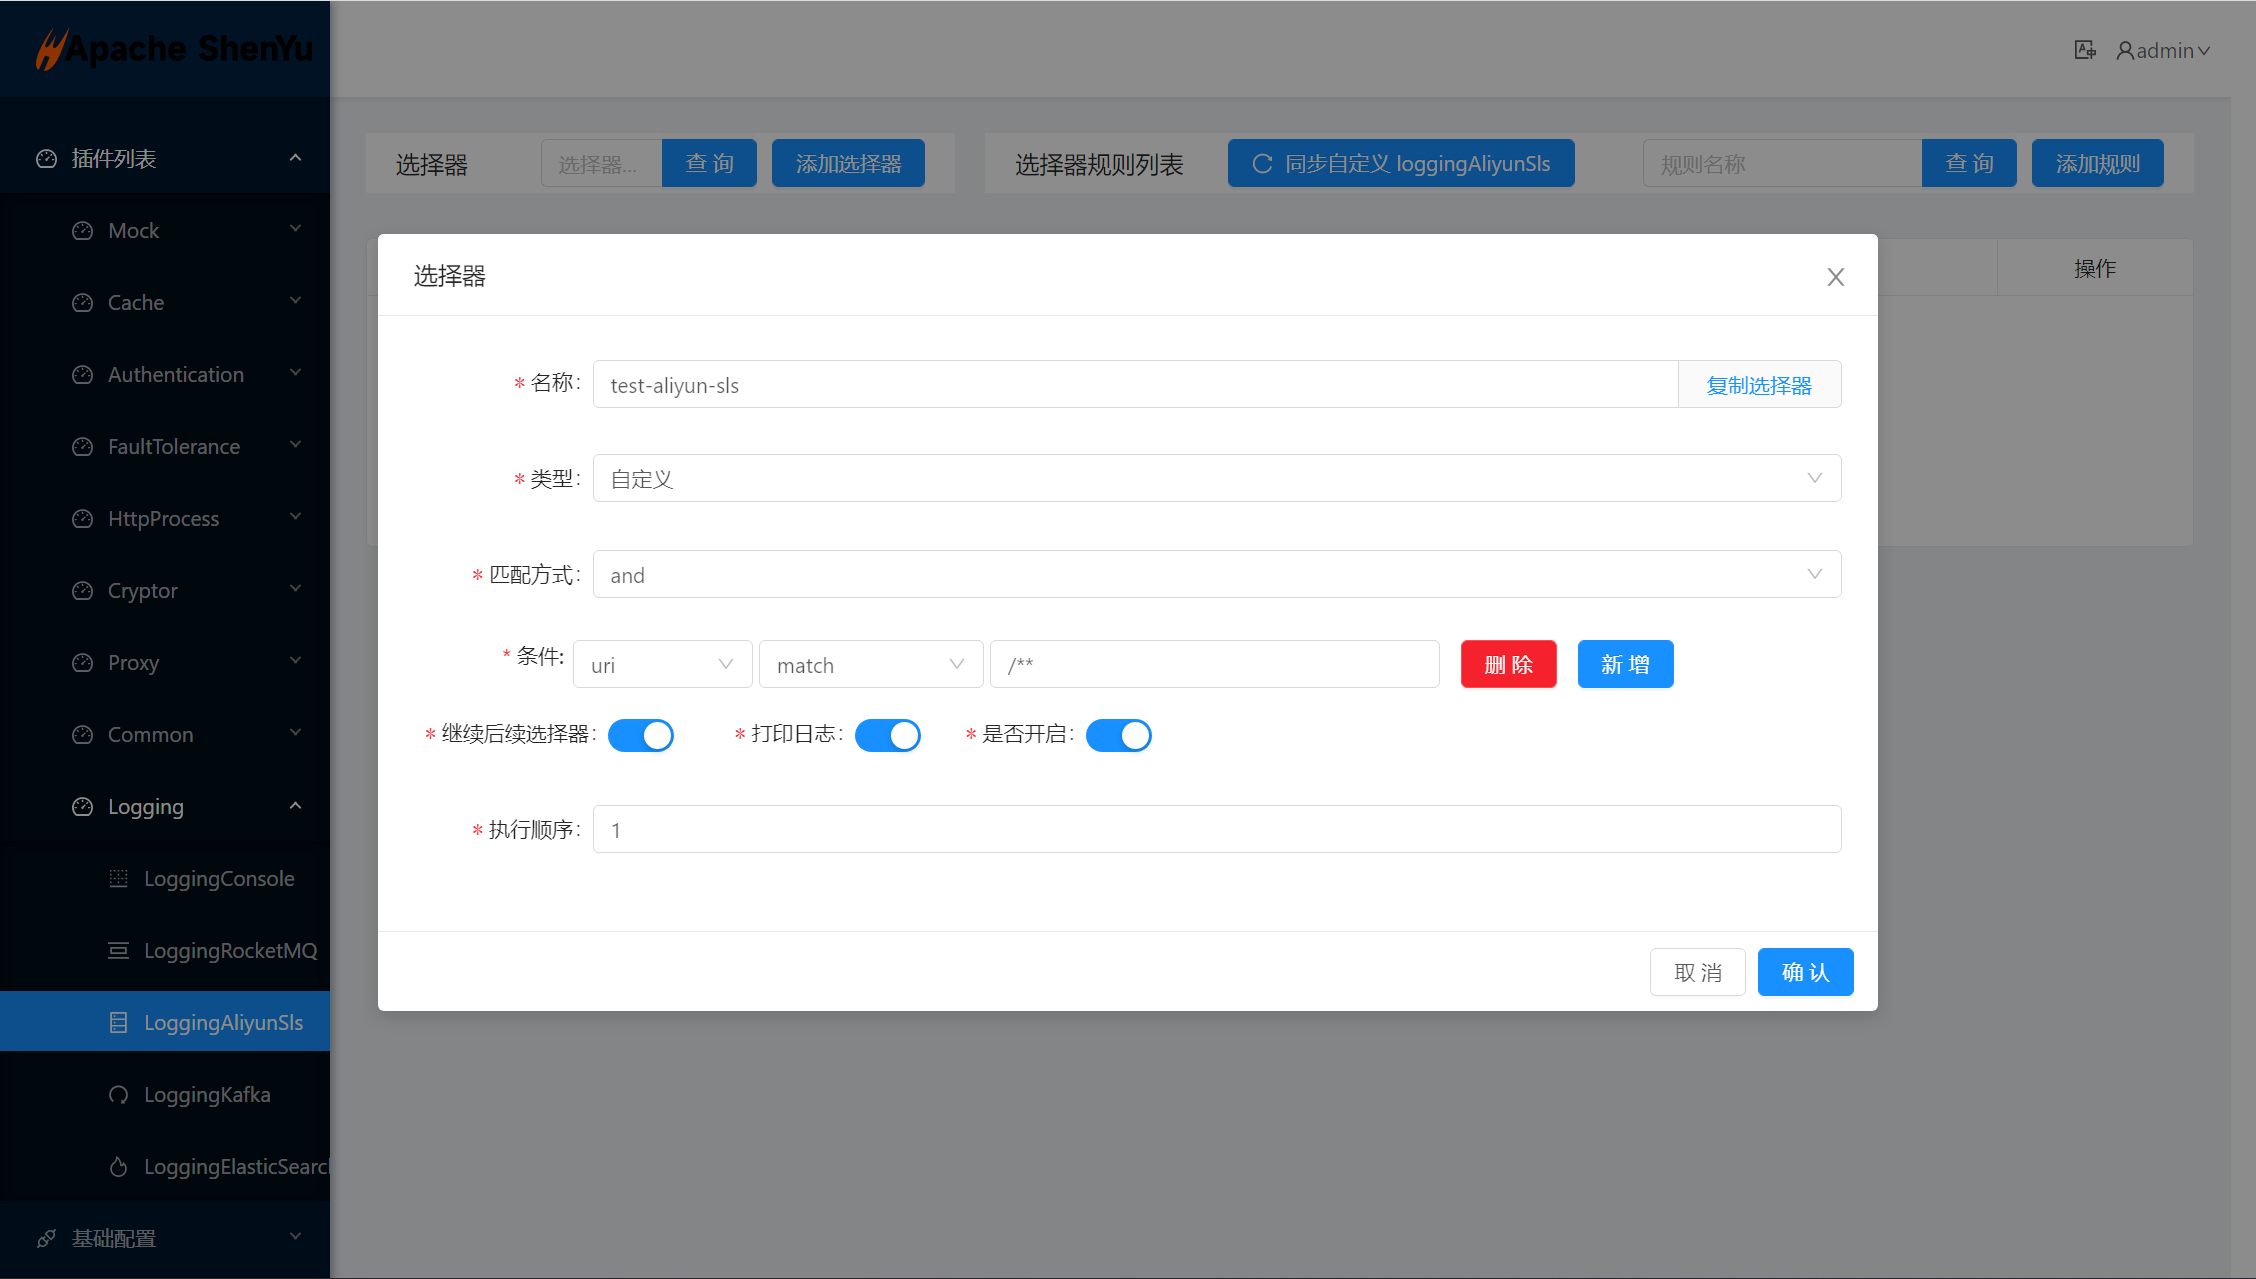 Apache ShenYu
admin
插件列表
Mock
Cache
Authentication
FaultTolerance
HttpProcess
Cryptor
Proxy
Common
Logging
LoggingConsole
LoggingRocketMQ
LoggingAliyunSls
LoggingKafka
LoggingElasticSearc
基础配置
选择器 选择器... 查 询 添加选择器
选择器规则列表 同步自定义 loggingAliyunSls 规则名称 查 询 添加规则
操作
选择器
* 名称: test-aliyun-sls 复制选择器
* 类型: 自定义
* 匹配方式: and
* 条件: uri match /** 删 除 新 增
* 继续后续选择器: * 打印日志: * 是否开启:
* 执行顺序: 1
取 消 确 认